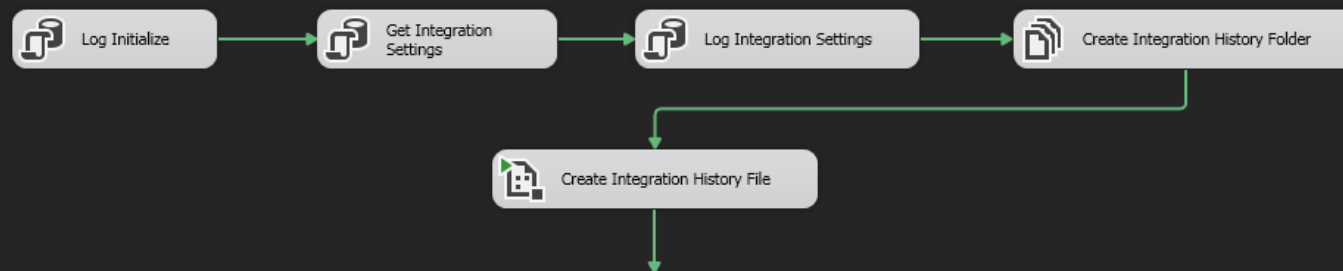 Log Initialize
Get Integration
Settings
Log Integration Settings
Create Integration History Folder
Create Integration History File